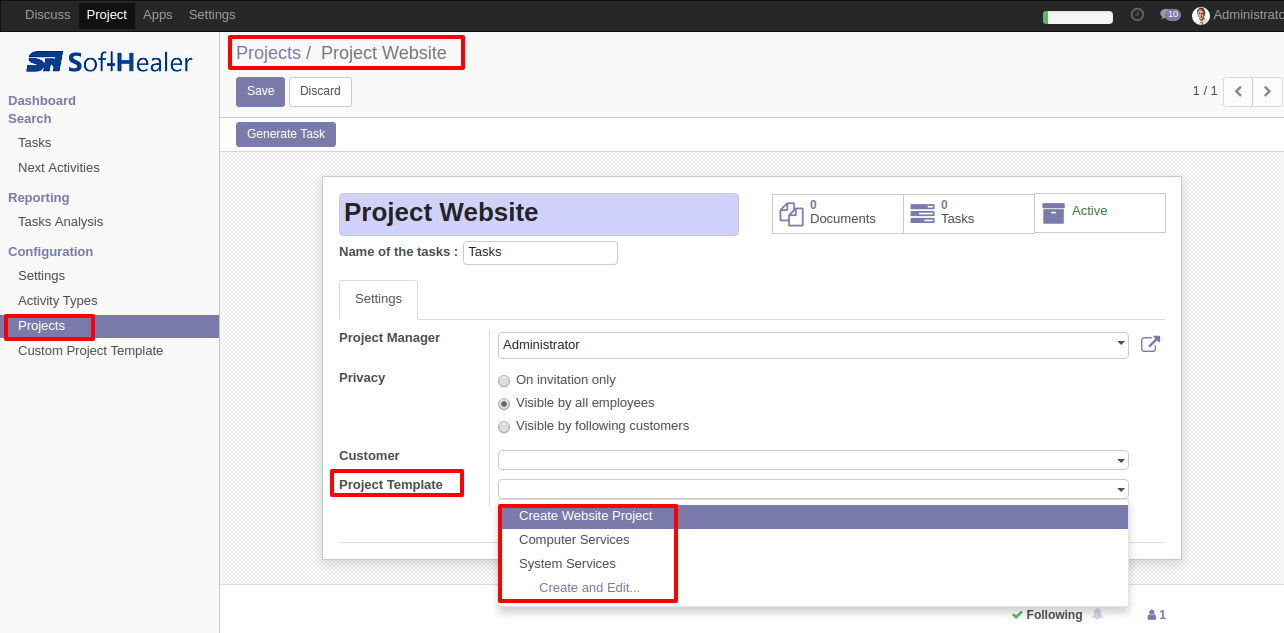 Discuss Project Apps Settings 10 Administrato
SoftHealer
Dashboard
Search
Tasks
Next Activities
Reporting
Tasks Analysis
Configuration
Settings
Activity Types
Projects
Custom Project Template
Projects / Project Website
Save Discard 1 / 1
Generate Task
Project Website
0 Documents
0 Tasks
Active
Name of the tasks : Tasks
Settings
Project Manager Administrator
Privacy On invitation only
Visible by all employees
Visible by following customers
Customer
Project Template
Create Website Project
Computer Services
System Services
Create and Edit...
Following 1